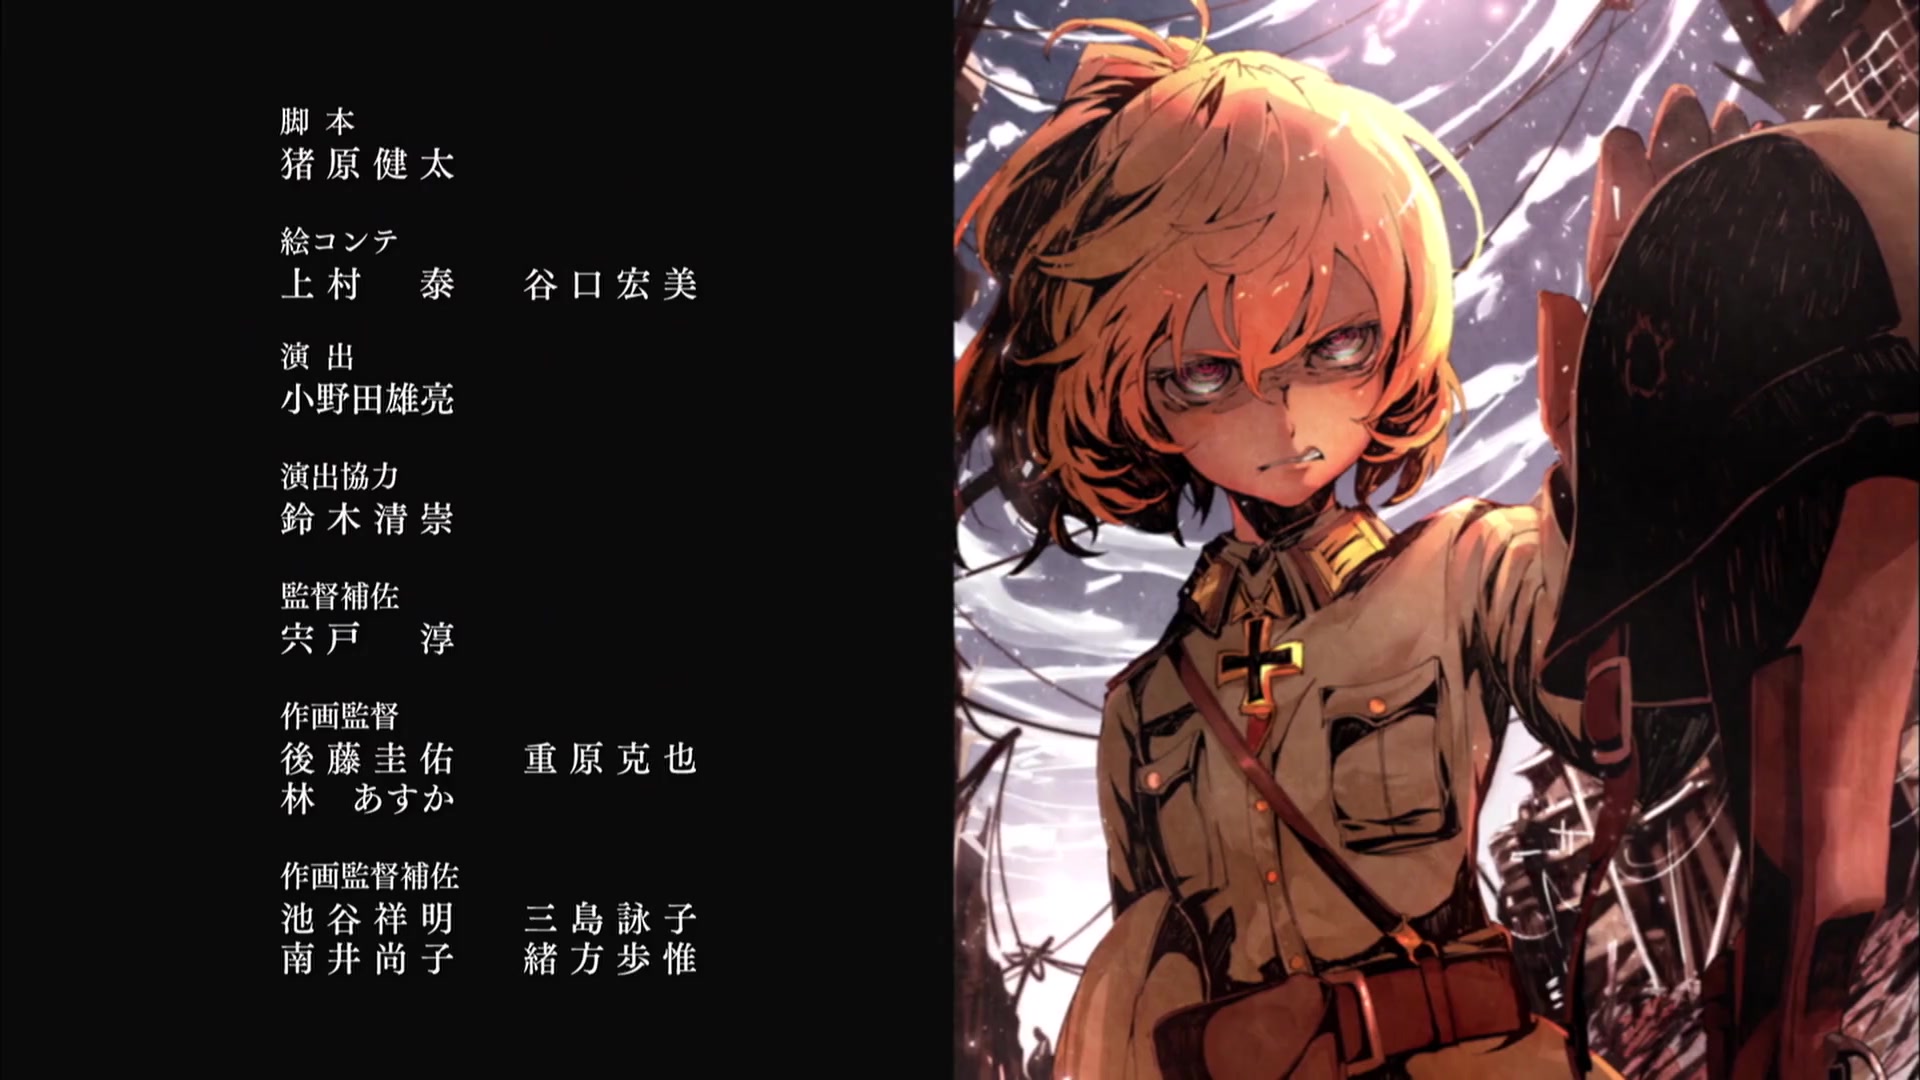 脚本
猪原健太
絵コンテ
上村 泰 谷口宏美
演出
小野田雄亮
演出協力
鈴木清崇
監督補佐
宍戸 淳
作画監督
後藤圭佑 重原克也
林 あすか
作画監督補佐
池谷祥明 三島詠子
南井尚子 緒方歩惟